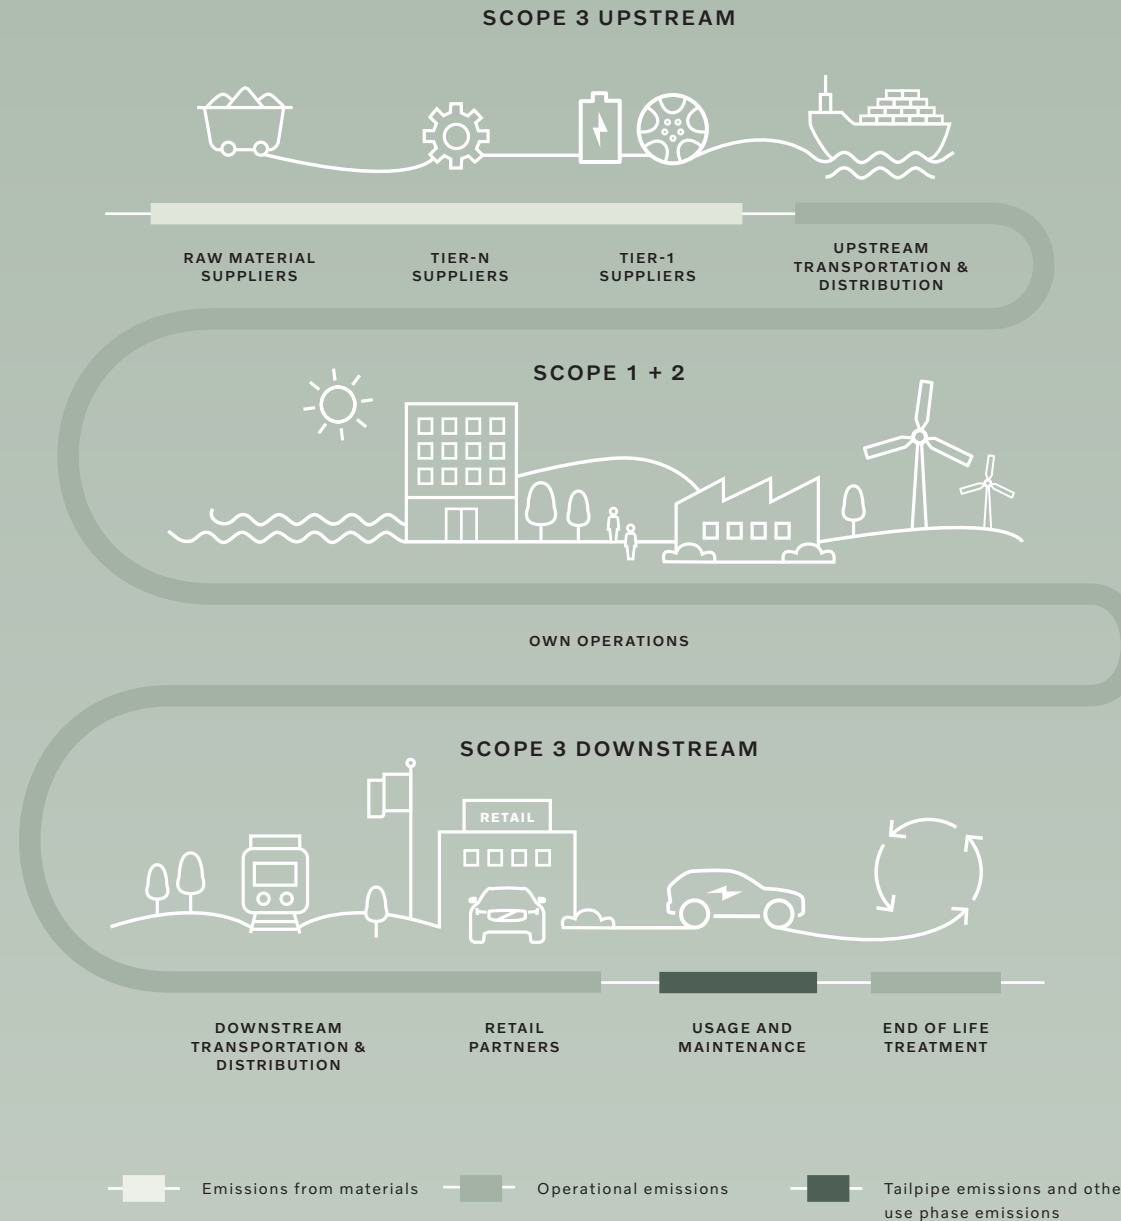 SCOPE 3 UPSTREAM
RAW MATERIAL
SUPPLIERS
TIER-N
SUPPLIERS
TIER-1
SUPPLIERS
UPSTREAM
TRANSPORTATION &
DISTRIBUTION
SCOPE 1 + 2
OWN OPERATIONS
SCOPE 3 DOWNSTREAM
RETAIL
DOWNSTREAM
TRANSPORTATION &
DISTRIBUTION
RETAIL
PARTNERS
USAGE AND
MAINTENANCE
END OF LIFE
TREATMENT
Emissions from materials
Operational emissions
Tailpipe emissions and othe
use phase emissions